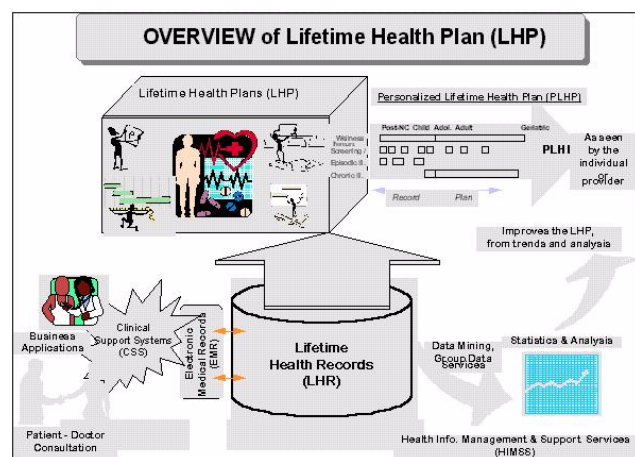 OVERVIEW of Lifetime Health Plan (LHP)
Lifetime Health Plans (LHP)
Personalized Lifetime Health Plan (PLHP)
Post-NC Child Adol. Adult Geriatric
Wellness
Screening /
Episodic Ill.
Chronic Ill.
PLHI
As seen
by the
individual
or
provider
Record Plan
Improves the LHP,
from trends and analysis
Business
Applications
Clinical
Support Systems
(CSS)
Electronic
Medical Records
(EMR)
Lifetime
Health Records
(LHR)
Data Mining,
Group Data
Services
Statistics & Analysis
Patient - Doctor
Consultation
Health Info. Management & Support Services
(HIMSS)